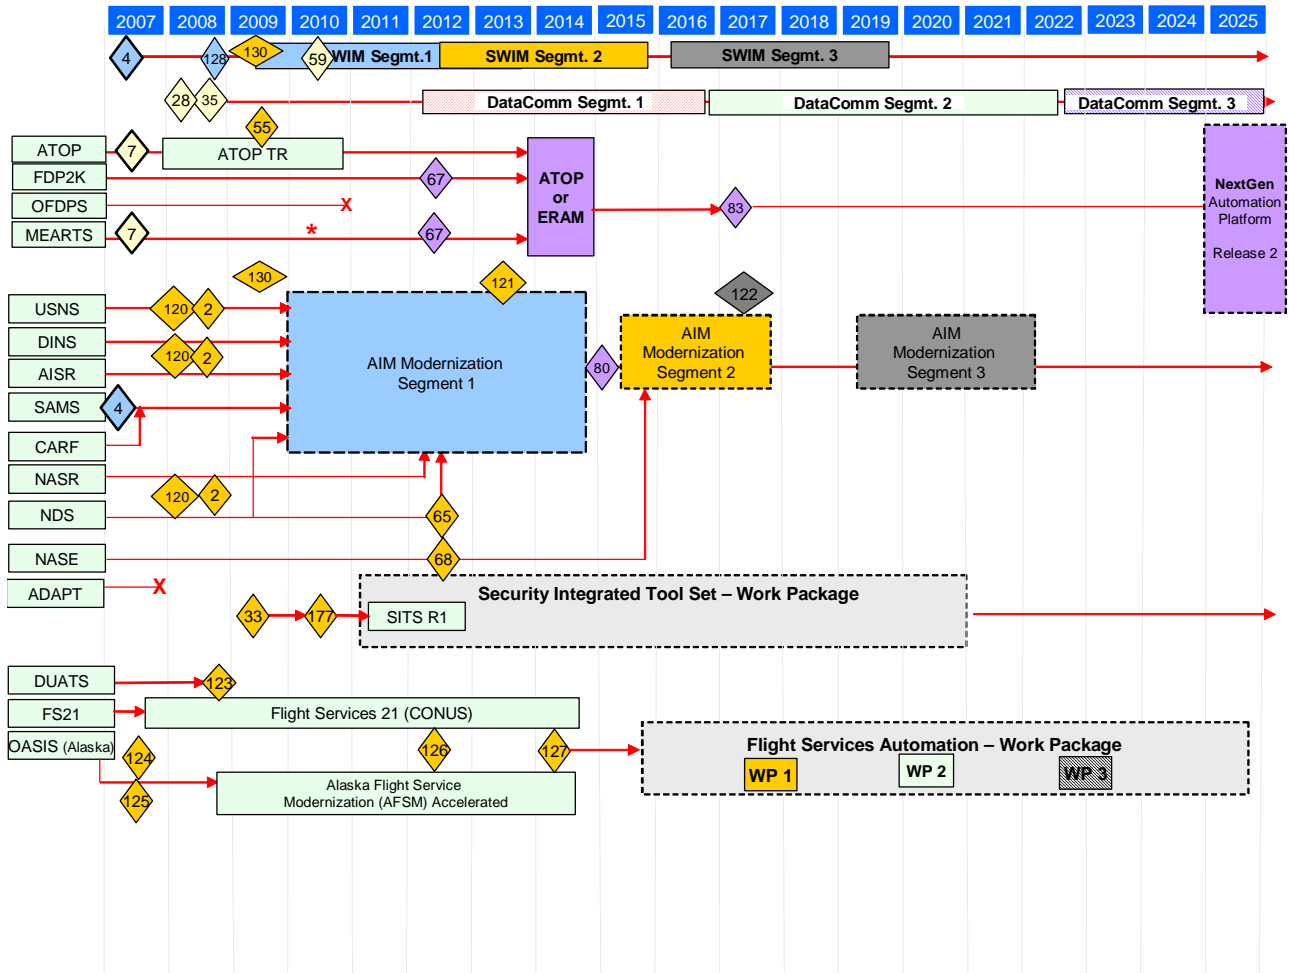 2007 2008 2009 2010 2011 2012 2013 2014 2015 2016 2017 2018 2019 2020 2021 2022 2023 2024 2025
4 128 130 59 WIM Segmt.1 SWIM Segmt. 2 SWIM Segmt. 3
28 35 DataComm Segmt. 1 DataComm Segmt. 2 DataComm Segmt. 3
55
ATOP 7 ATOP TR
FDP2K 67
OFDPS X
MEARTS 7 * 67
ATOP
or
ERAM
83
NextGen
Automation
Platform
Release 2
130 121 122
USNS 120 2
DINS
120 2
AISR
SAMS 4
CARF
NASR
120 2
NDS 65
NASE 68
ADAPT X
AIM Modernization
Segment 1
80
AIM
Modernization
Segment 2
AIM
Modernization
Segment 3
Security Integrated Tool Set – Work Package
33 177 SITS R1
DUATS 123
FS21 Flight Services 21 (CONUS)
OASIS (Alaska)
124 126 127
125
Alaska Flight Service
Modernization (AFSM) Accelerated
Flight Services Automation – Work Package
WP 1 WP 2 WP 3